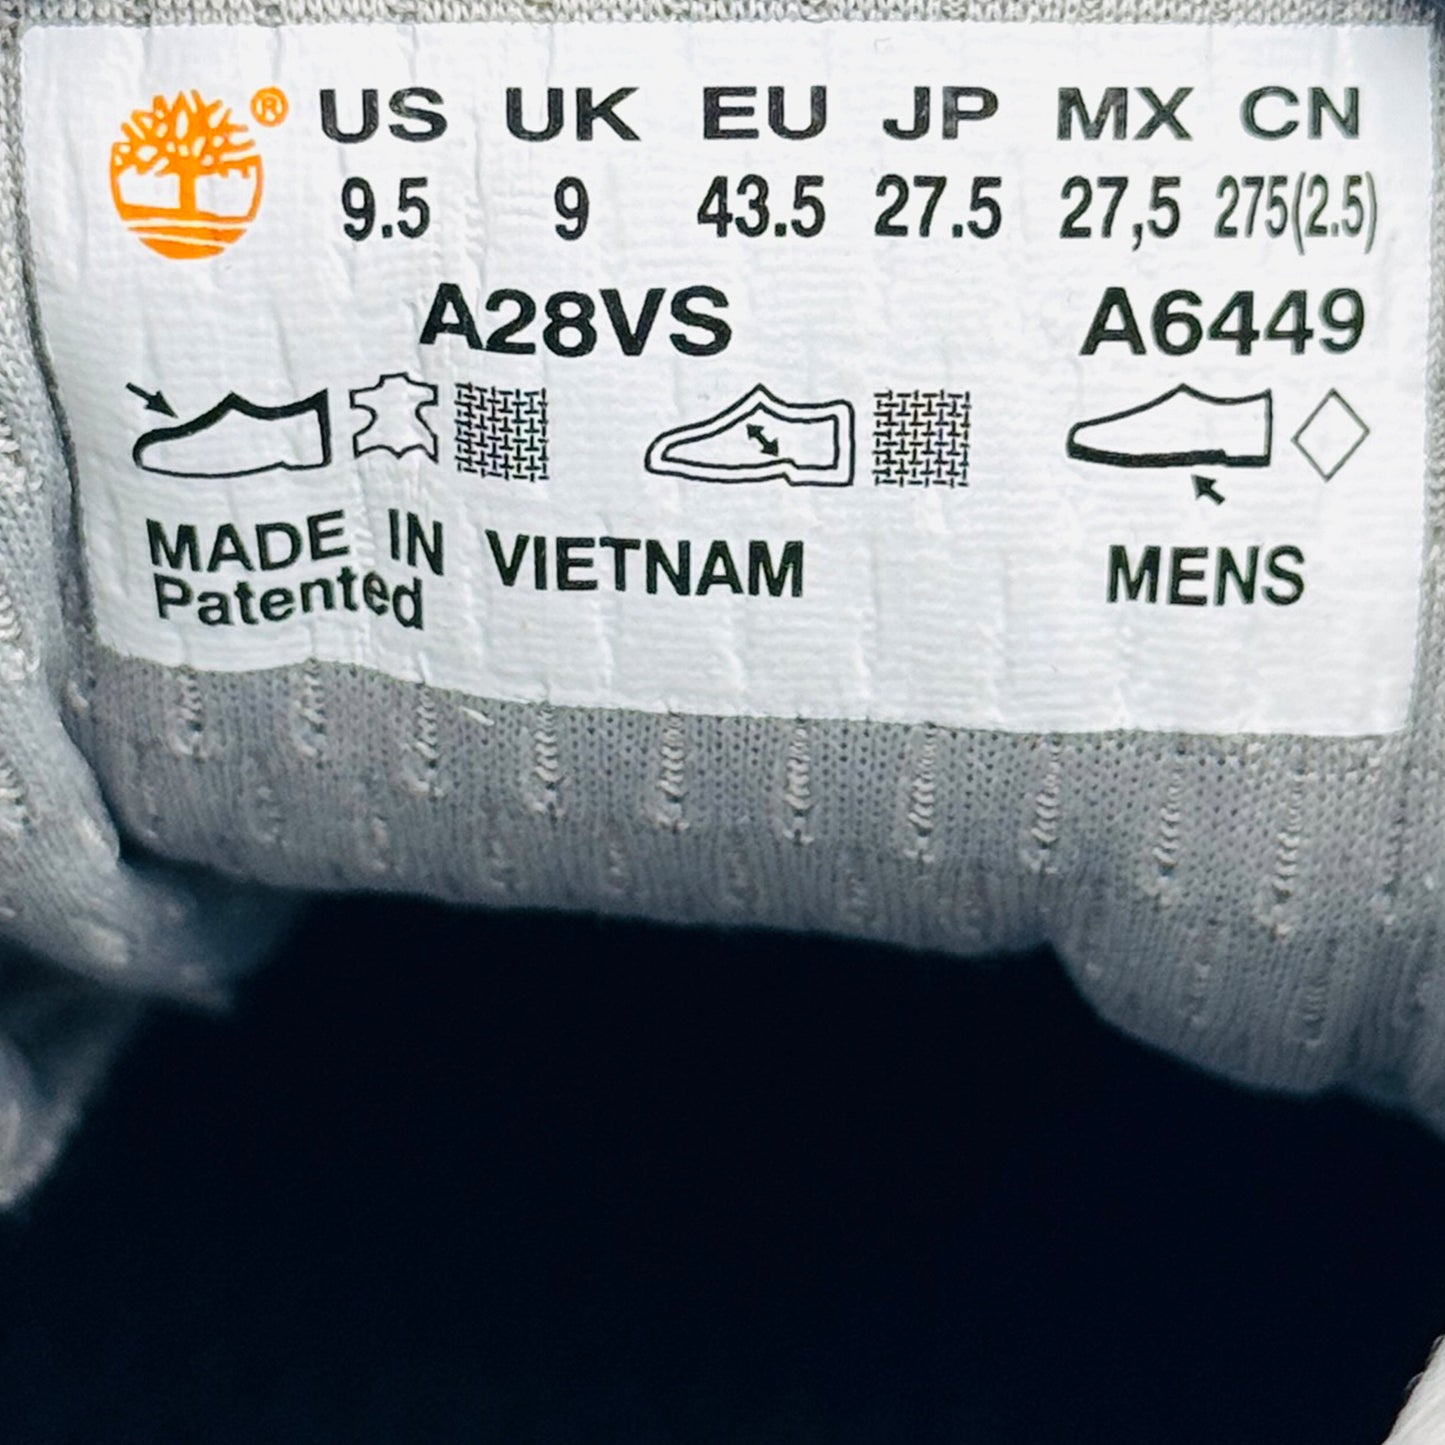 ® US UK EU JP MX CN
9.5 9 43.5 27.5 27,5 275(2.5)
A28VS A6449
MADE IN VIETNAM MENS
Patented